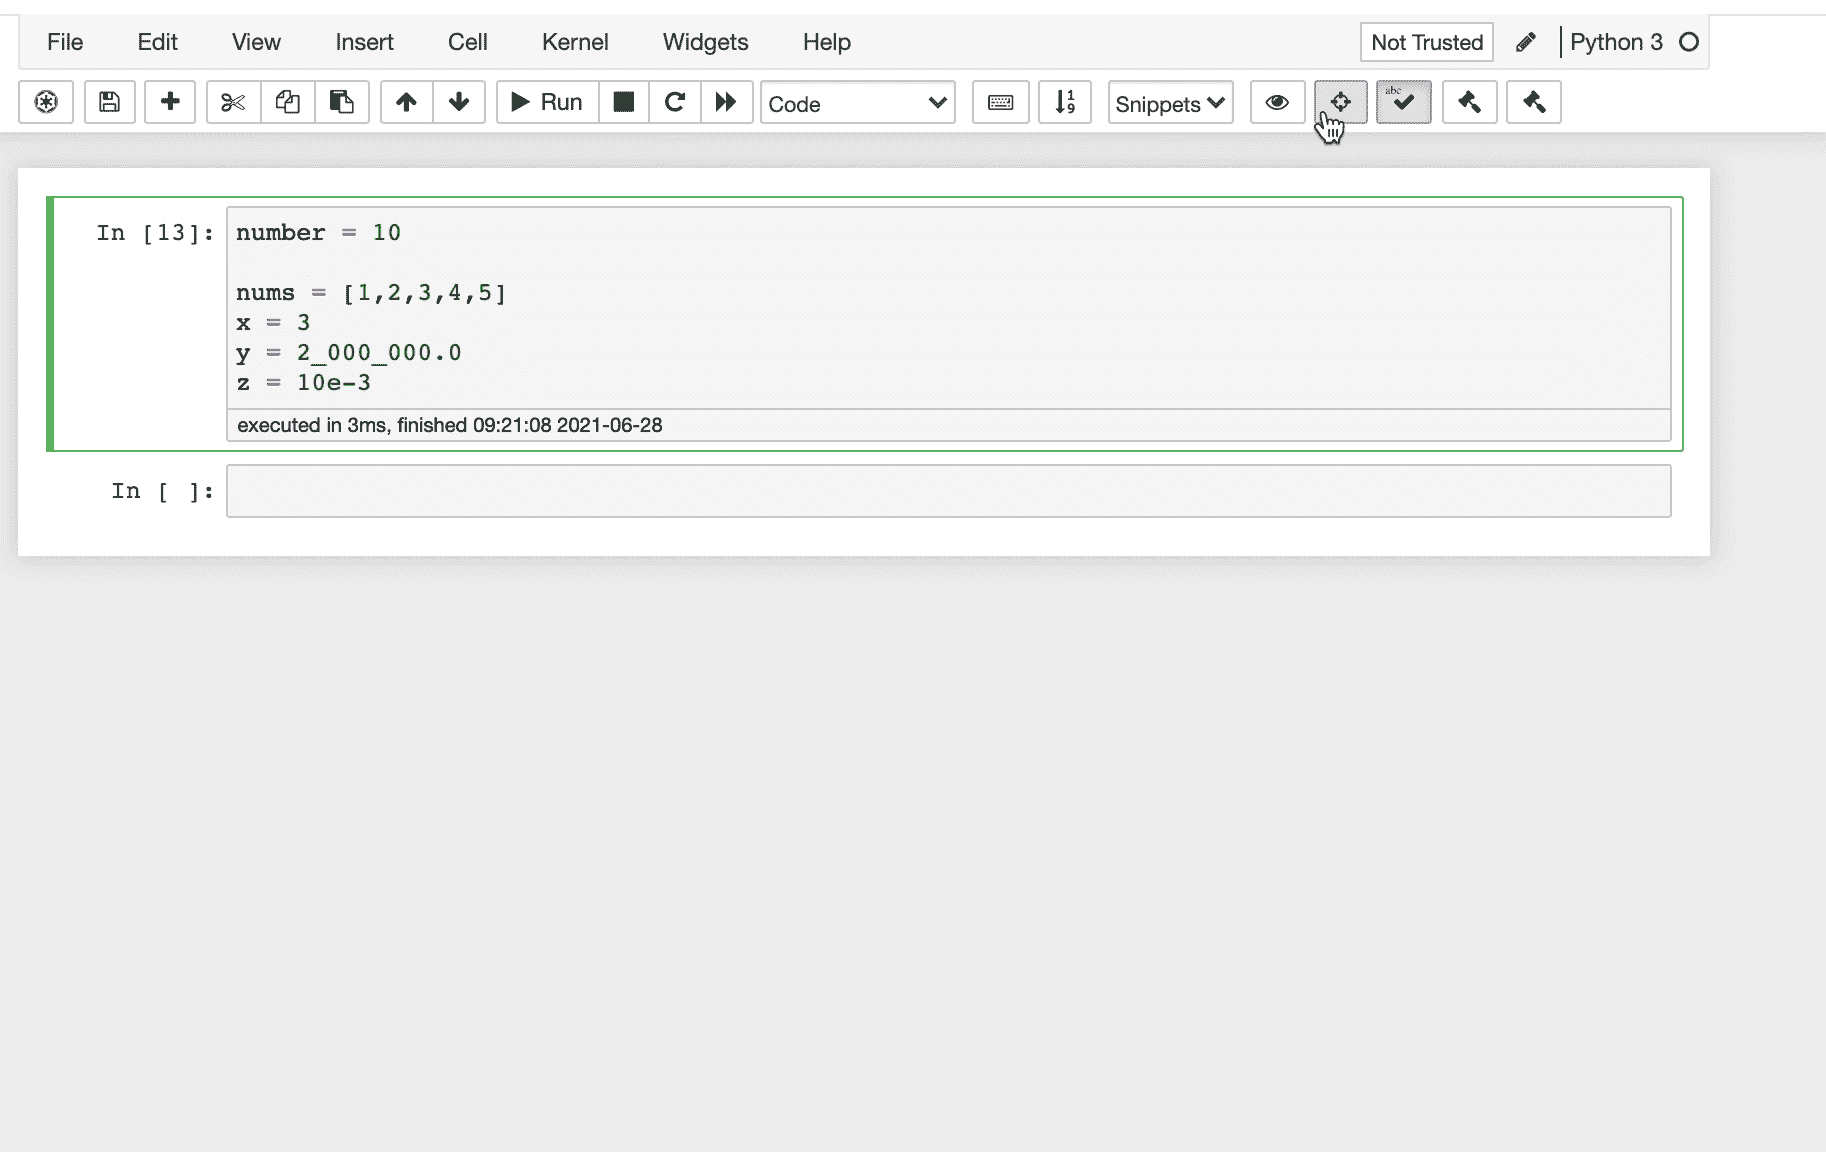 File Edit View Insert Cell Kernel Widgets Help Not Trusted Python 3
Run Code Snippets abc
In [13]: number = 10
nums = [1,2,3,4,5]
x = 3
y = 2_000_000.0
z = 10e-3
executed in 3ms, finished 09:21:08 2021-06-28
In [ ]: